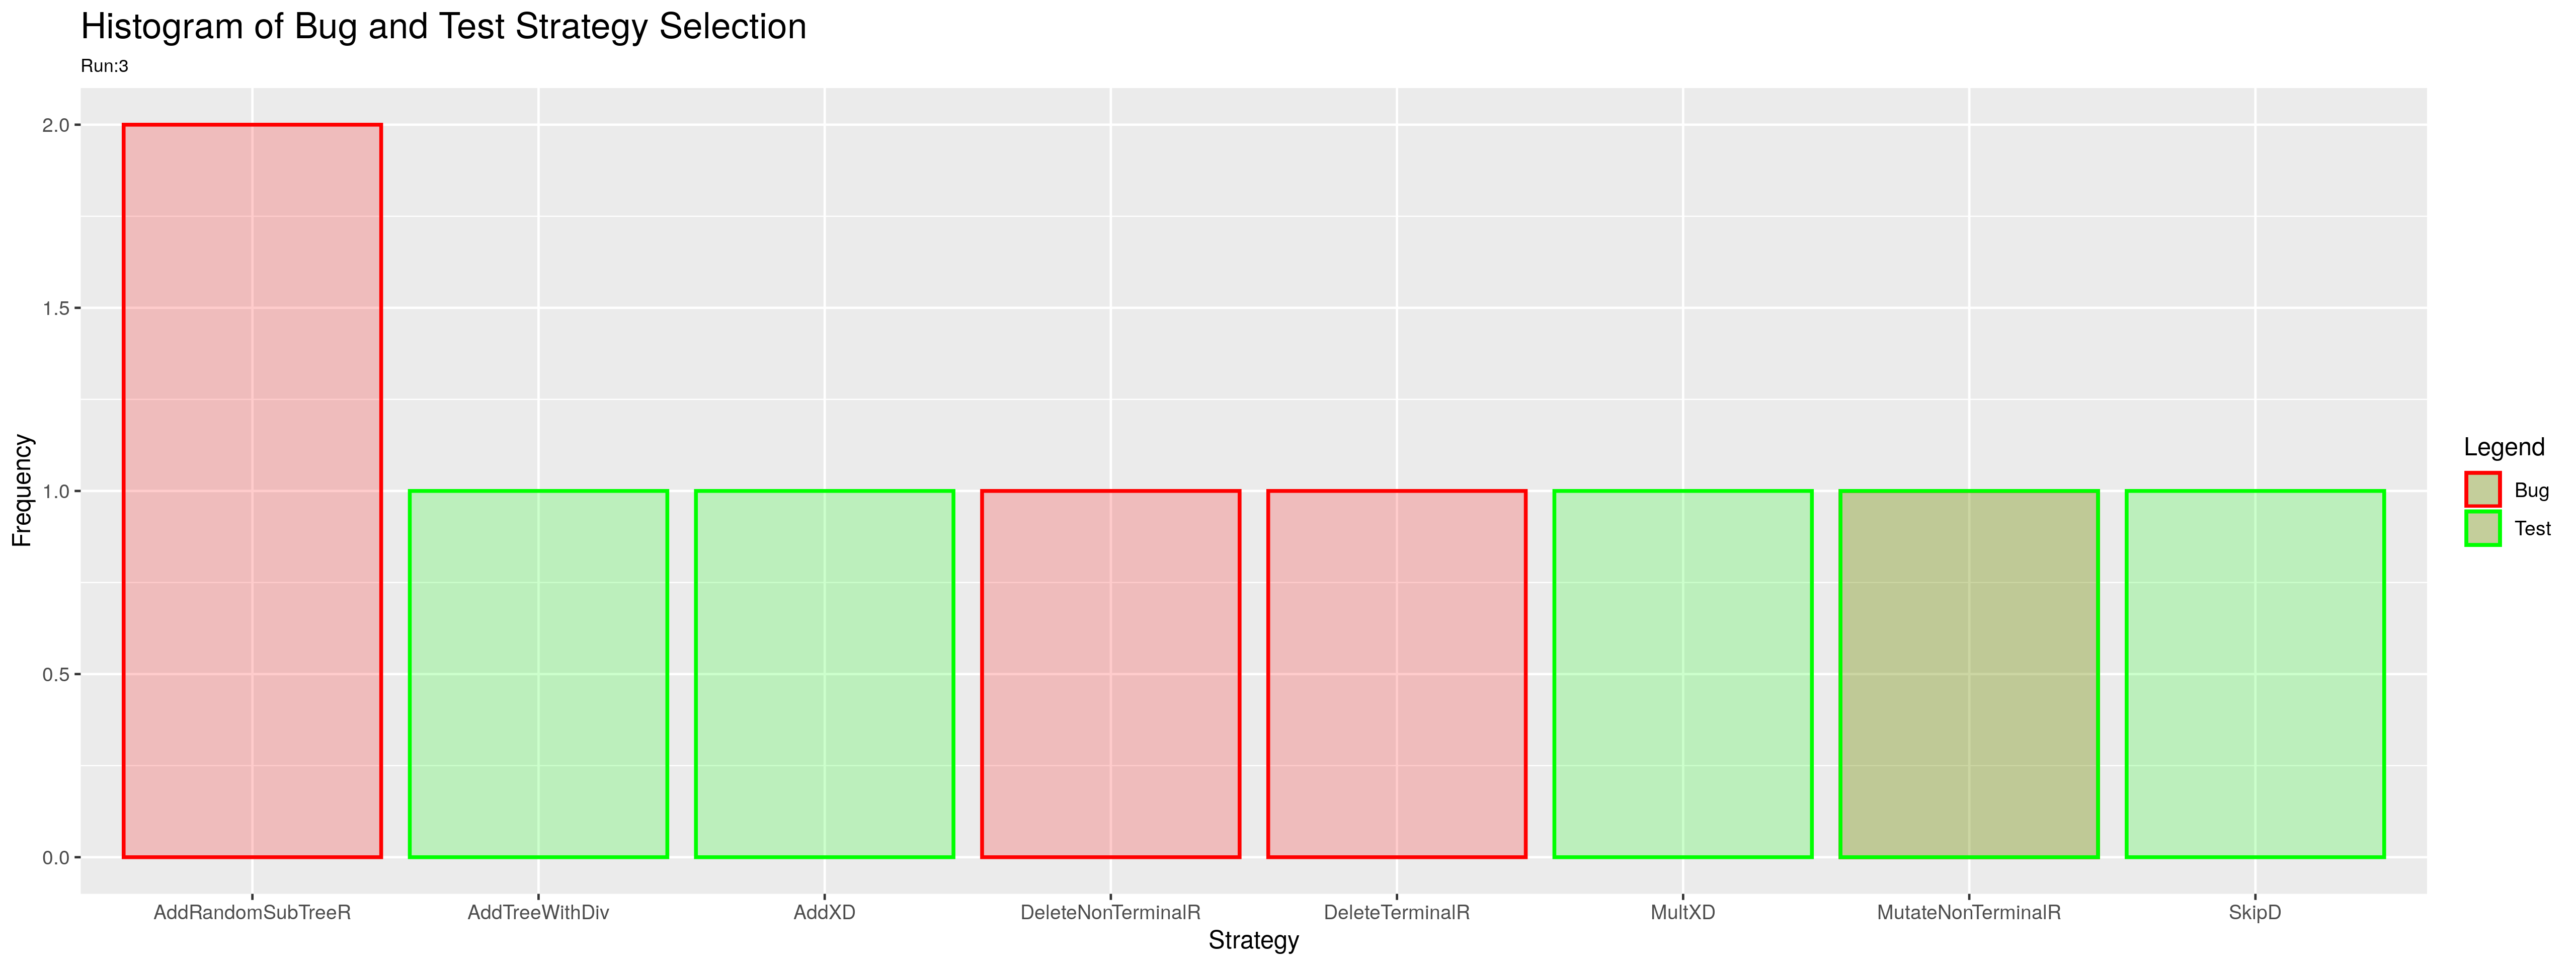 Histogram of Bug and Test Strategy Selection
Run:3
Frequency
2.0
1.5
1.0
0.5
0.0
AddRandomSubTreeR AddTreeWithDiv AddXD DeleteNonTerminalR DeleteTerminalR MultXD MutateNonTerminalR SkipD
Strategy
Legend
Bug
Test